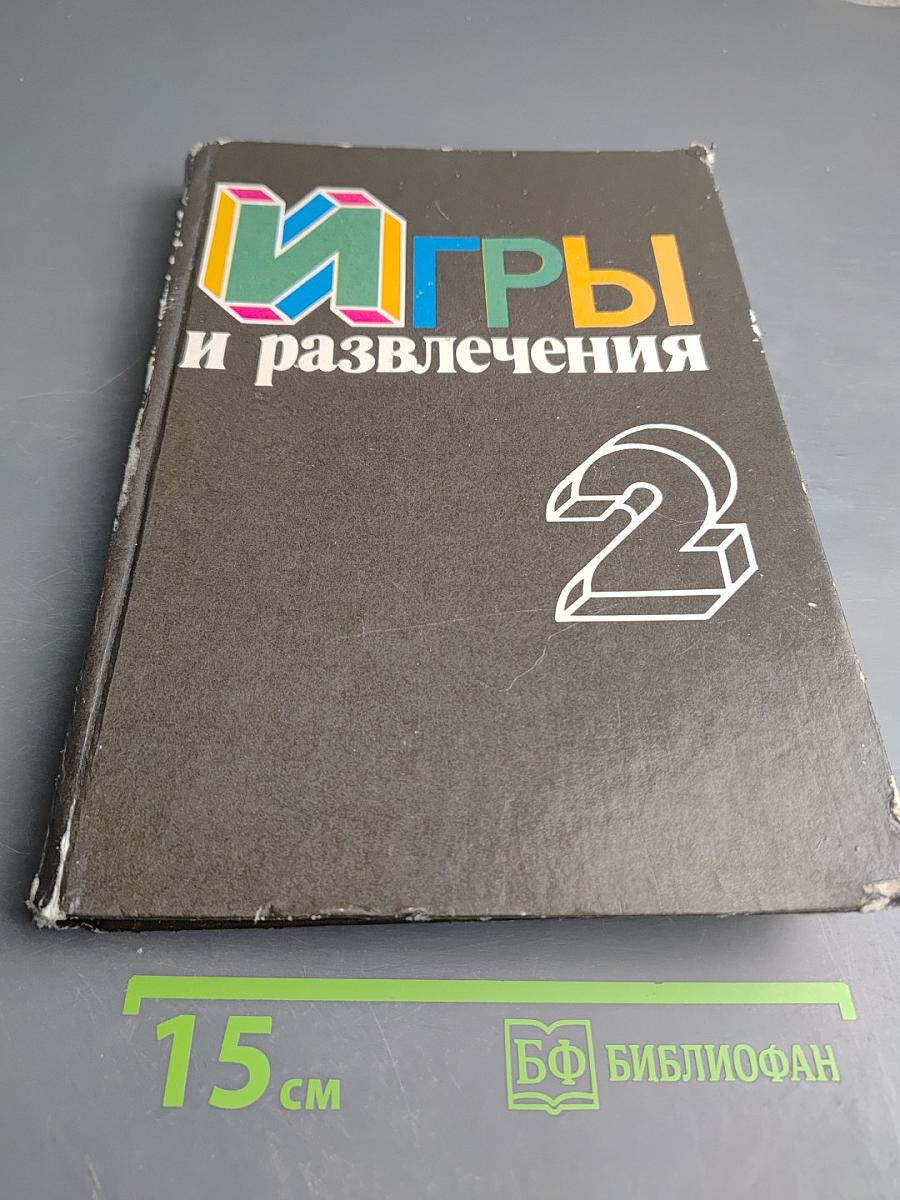 Игры
и развлечения
2
15 см
БФ БИБЛИОФАН